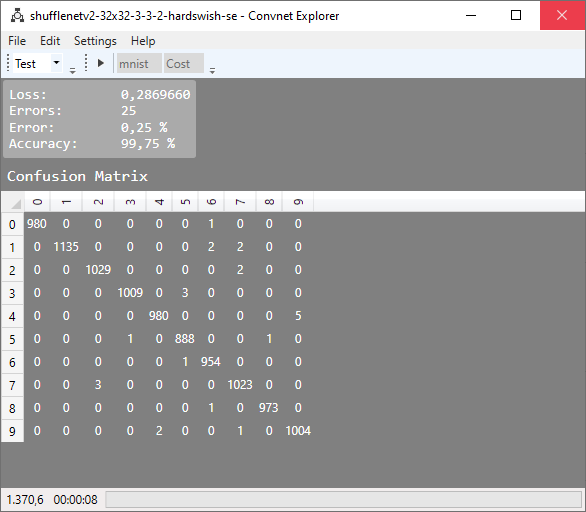 shufflenetv2-32x32-3-3-2-hardswish-se - Convnet Explorer
File Edit Settings Help
Test mnist Cost
Loss: 0,2869660
Errors: 25
Error: 0,25 %
Accuracy: 99,75 %
Confusion Matrix
0 1 2 3 4 5 6 7 8 9
0 980 0 0 0 0 0 1 0 0 0
1 0 1135 0 0 0 0 2 2 0 0
2 0 0 1029 0 0 0 0 2 0 0
3 0 0 0 1009 0 3 0 0 0 0
4 0 0 0 0 980 0 0 0 0 5
5 0 0 0 1 0 888 0 0 1 0
6 0 0 0 0 0 1 954 0 0 0
7 0 0 3 0 0 0 0 1023 0 0
8 0 0 0 0 0 0 1 0 973 0
9 0 0 0 0 2 0 0 1 0 1004
1.370,6 00:00:08